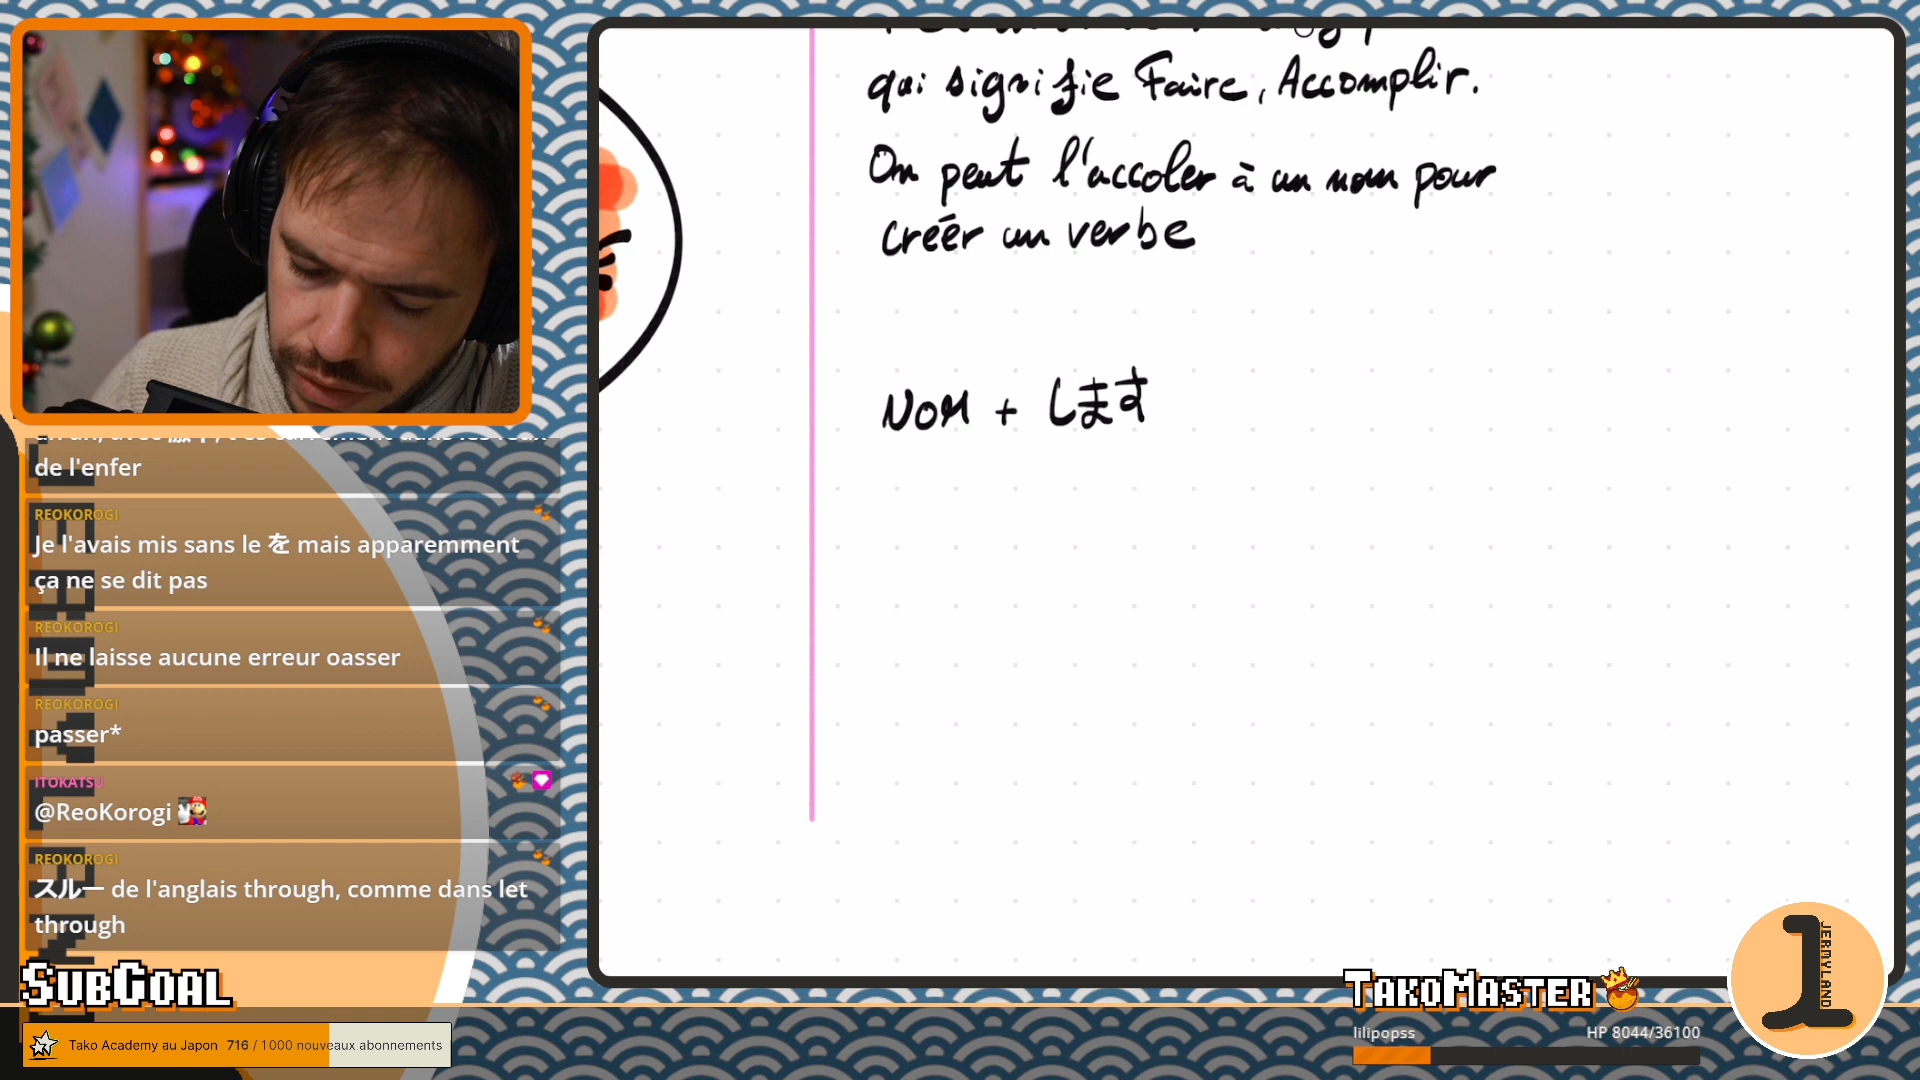 qui signifie Faire, Accomplir.
On peut l'accoler à un nom pour
créer un verbe
NOM + します
de l'enfer
REOKOROGI
Je l'avais mis sans le を mais apparemment
ça ne se dit pas
REOKOROGI
Il ne laisse aucune erreur oasser
REOKOROGI
passer*
ITOKATSU
@ReoKorogi
REOKOROGI
スルー de l'anglais through, comme dans let
through
SUBGOAL
Tako Academy au Japon 716 / 1000 nouveaux abonnements
TAKOMASTER
lilipopss HP 8044/36100
JERMYLAND